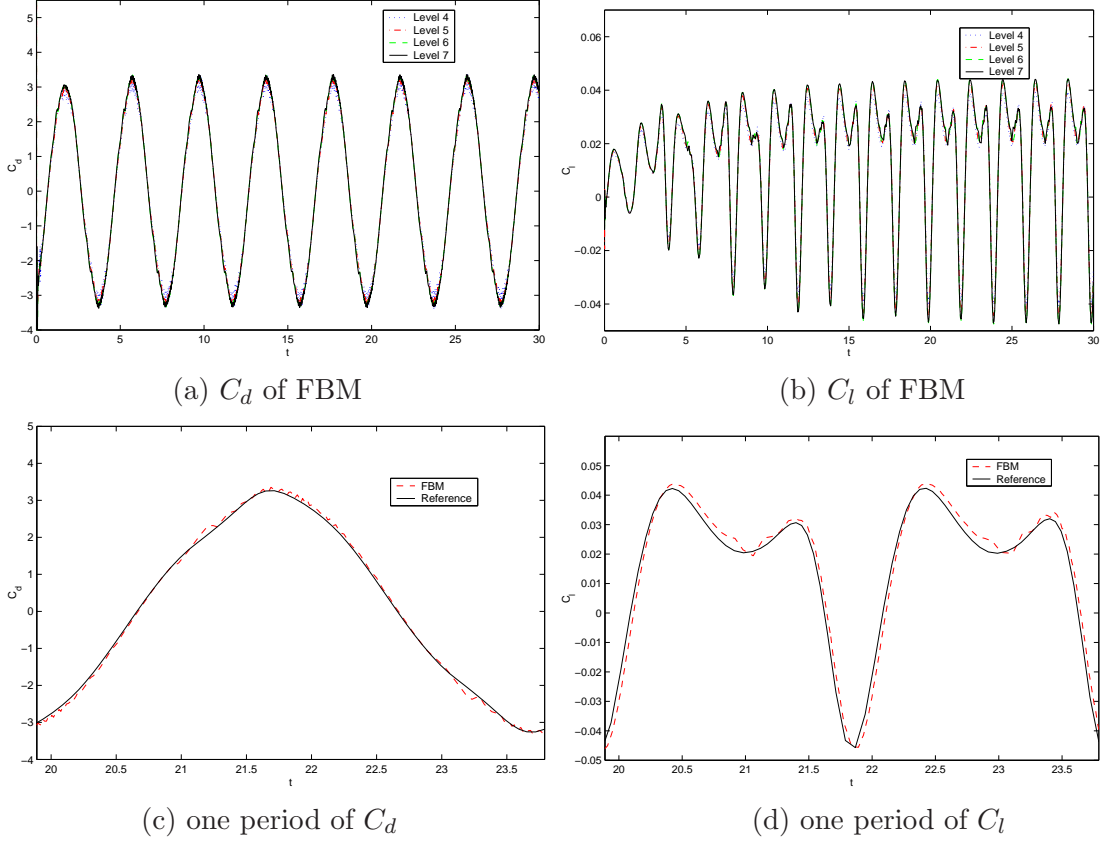 5
4
3
2
1
0
−1
−2
−3
−4
C_d
Level 4
Level 5
Level 6
Level 7
0 5 10 15 20 25 30
t
(a) C_d of FBM
0.06
0.04
0.02
0
−0.02
−0.04
C_l
Level 4
Level 5
Level 6
Level 7
0 5 10 15 20 25 30
t
(b) C_l of FBM
5
4
3
2
1
0
−1
−2
−3
−4
C_d
FBM
Reference
20 20.5 21 21.5 22 22.5 23 23.5
t
(c) one period of C_d
0.05
0.04
0.03
0.02
0.01
0
−0.01
−0.02
−0.03
−0.04
−0.05
C_l
FBM
Reference
20 20.5 21 21.5 22 22.5 23 23.5
t
(d) one period of C_l